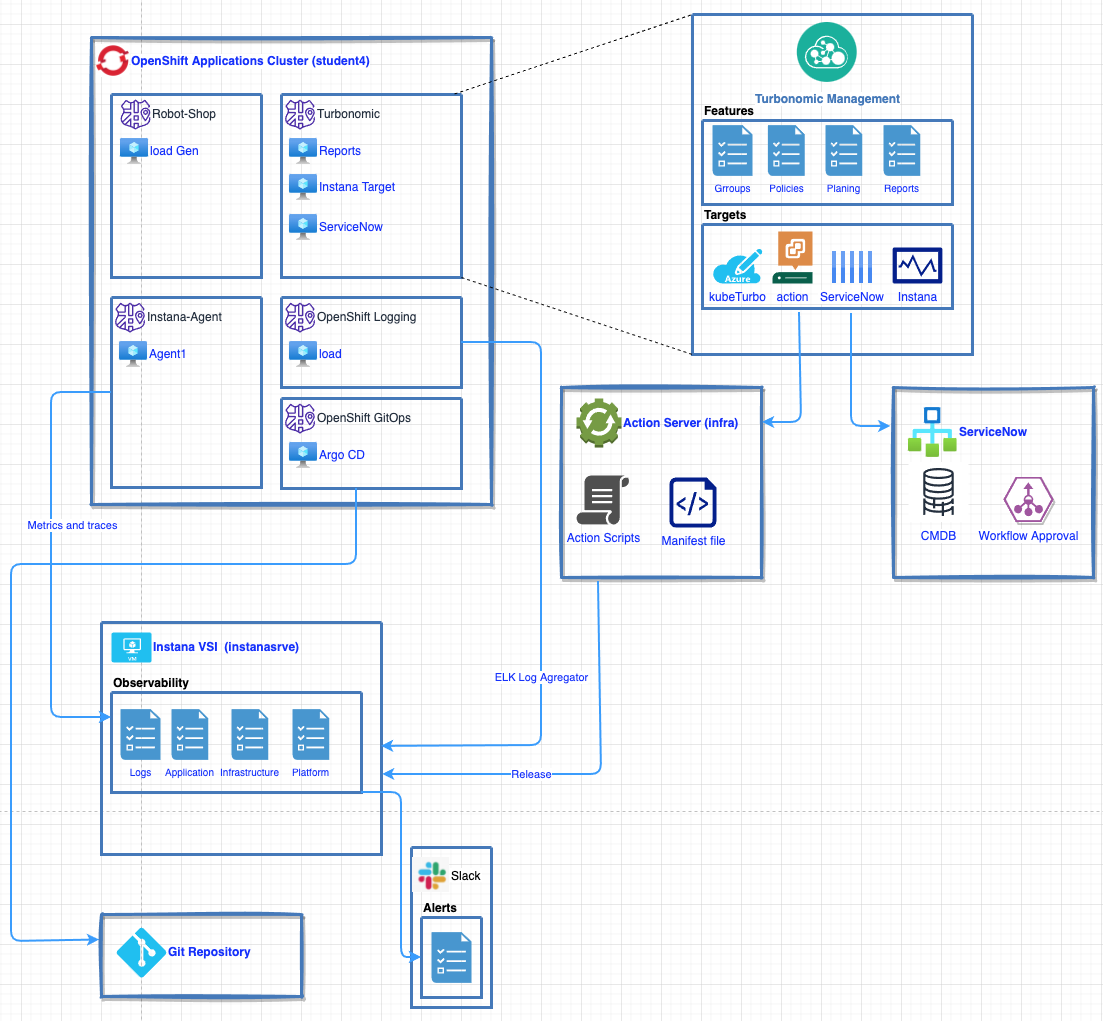 OpenShift Applications Cluster (student4)
Robot-Shop
load Gen
Turbonomic
Reports
Instana Target
ServiceNow
Instana-Agent
Agent1
OpenShift Logging
load
OpenShift GitOps
Argo CD
Turbonomic Management
Features
Grroups
Policies
Planing
Reports
Targets
Azure
kubeTurbo
action
ServiceNow
Instana
Action Server (infra)
Action Scripts
Manifest file
ServiceNow
CMDB
Workflow Approval
Metrics and traces
ELK Log Agregator
Release
VM
Instana VSI (instanasrve)
Observability
Logs
Application
Infrastructure
Platform
Slack
Alerts
Git Repository